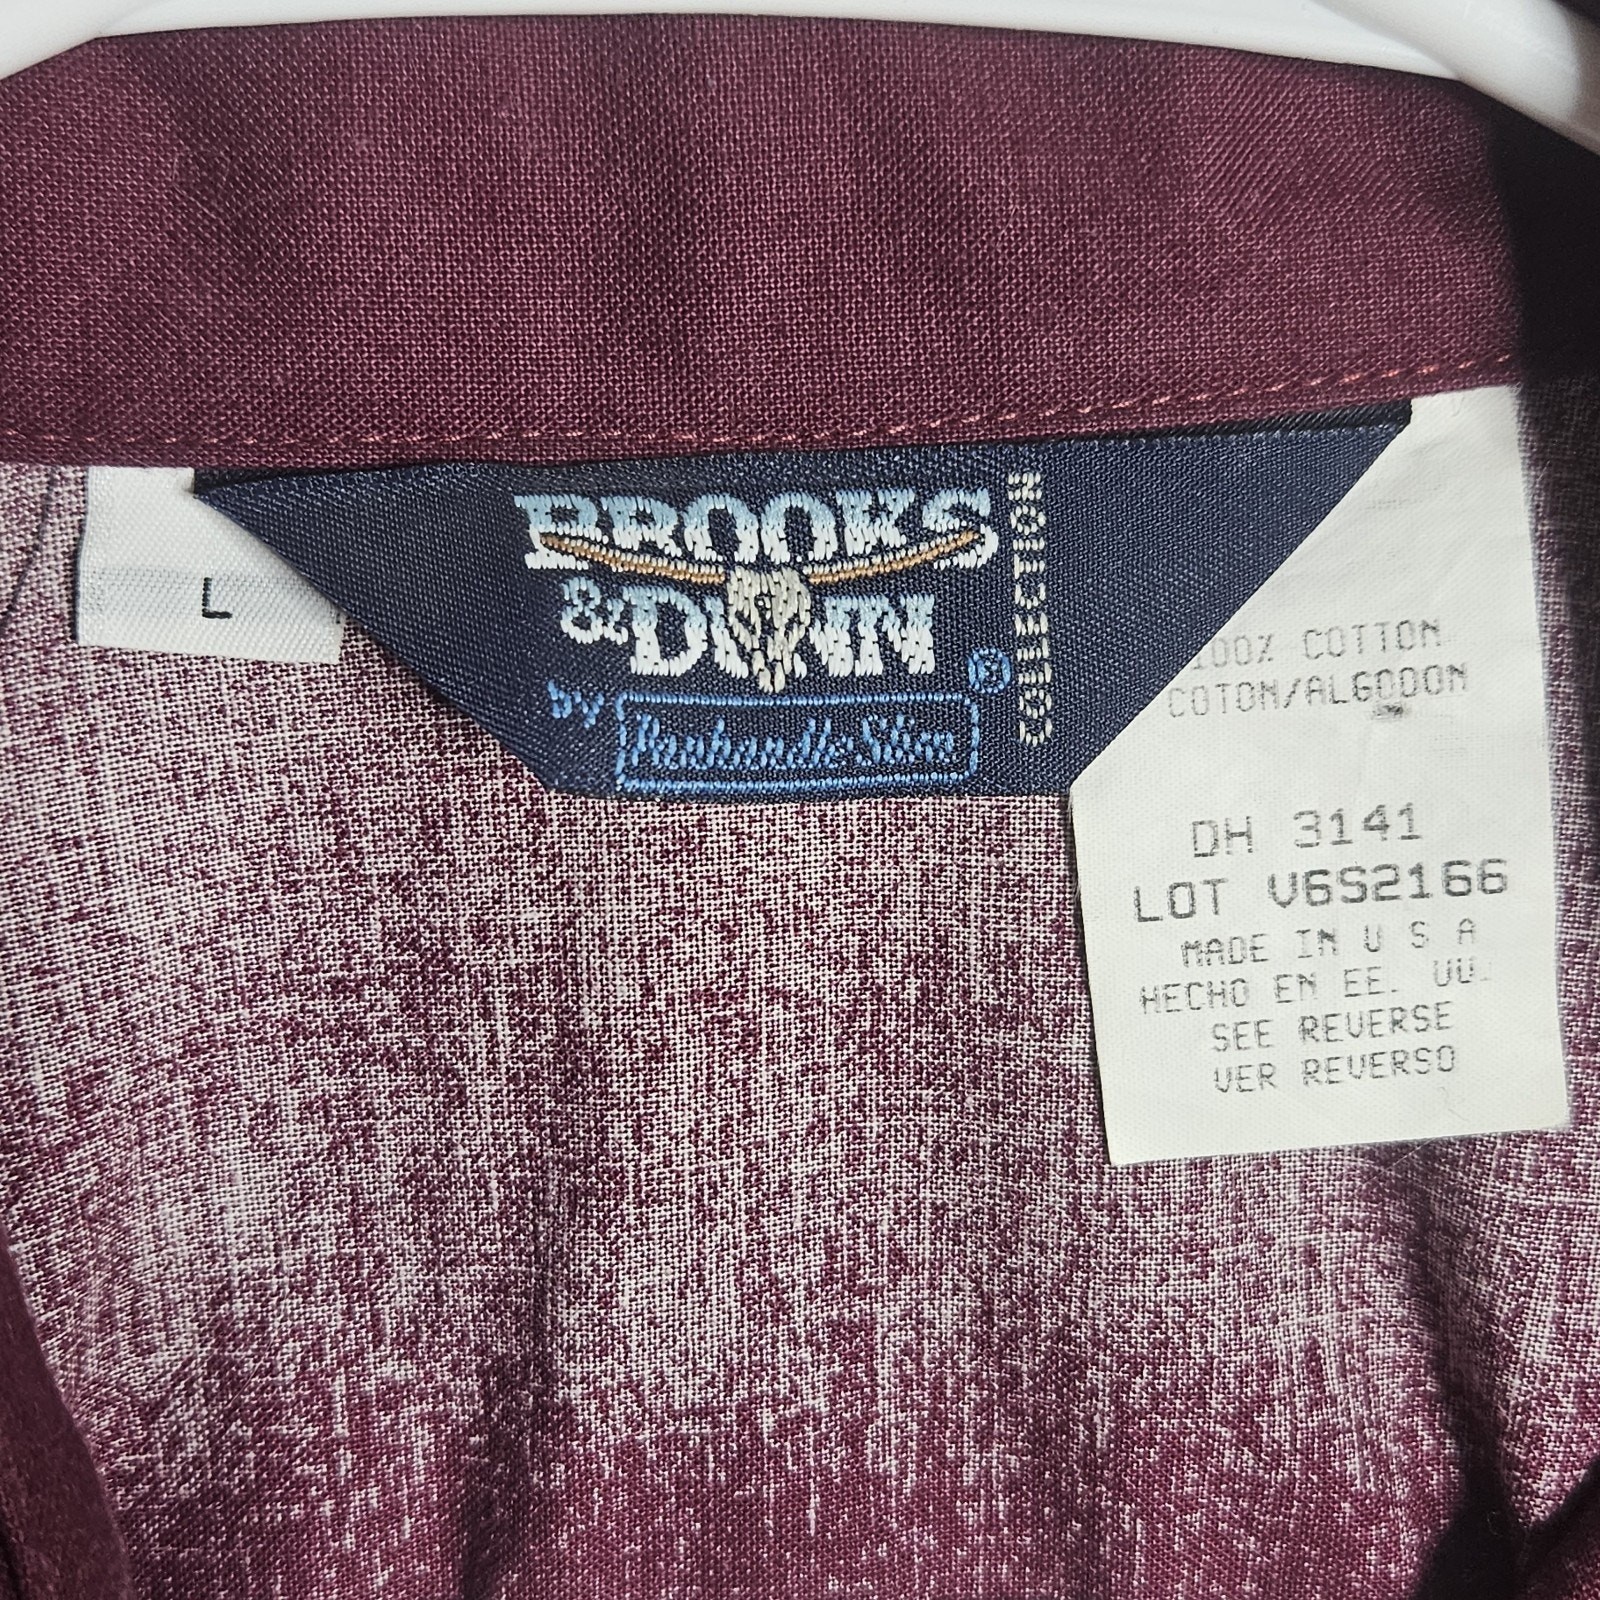 L
BROOKS
& DUNN
by Panhandle Slim ®
COLLECTION
100% COTTON
COTON/ALGODON
DH 3141
LOT V6S2166
MADE IN U S A
HECHO EN EE. UU.
SEE REVERSE
VER REVERSO